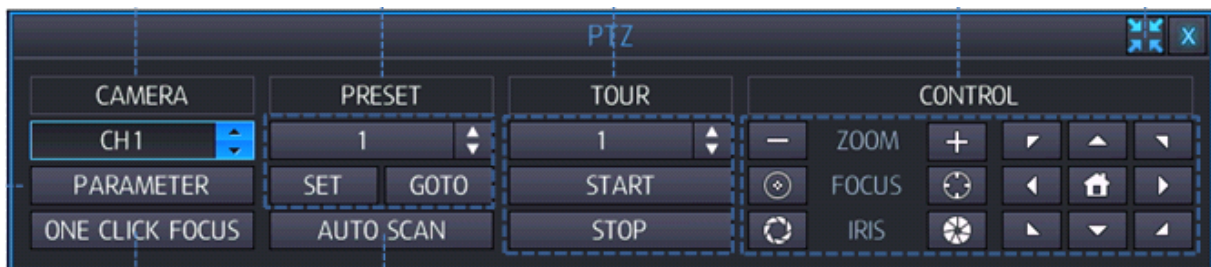 PTZ
X
CAMERA PRESET TOUR CONTROL
CH1 1 1 ZOOM
PARAMETER SET GOTO START FOCUS
ONE CLICK FOCUS AUTO SCAN STOP IRIS